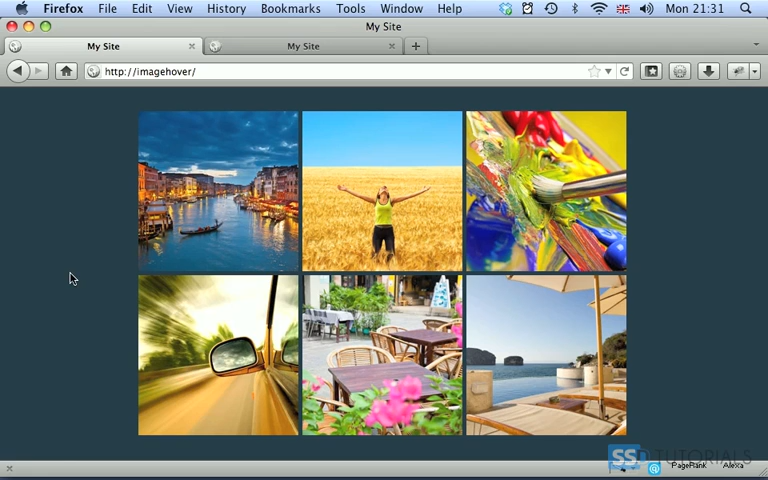 Firefox File Edit View History Bookmarks Tools Window Help Mon 21:31
My Site
My Site My Site
http://imagehover/
SSD TUTORIALS
PageRank Alexa